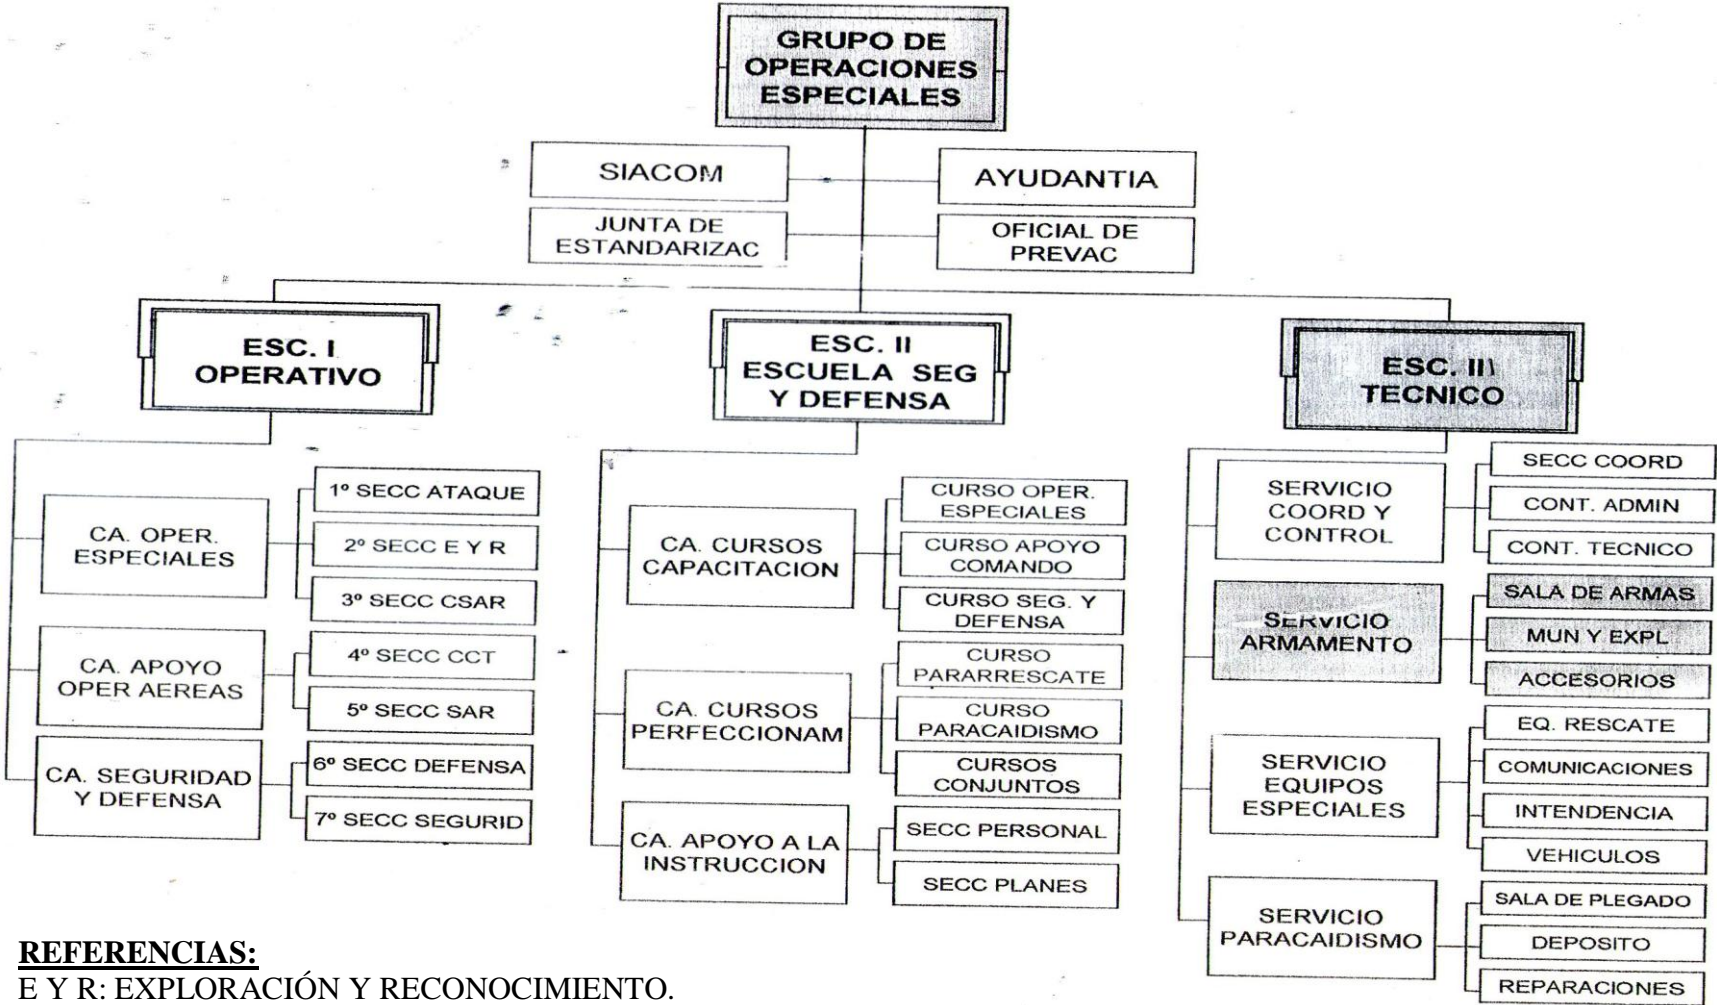 GRUPO DE
OPERACIONES
ESPECIALES
SIACOM
AYUDANTIA
JUNTA DE
ESTANDARIZAC
OFICIAL DE
PREVAC
ESC. I
OPERATIVO
CA. OPER.
ESPECIALES
1º SECC ATAQUE
2º SECC E Y R
3º SECC CSAR
CA. APOYO
OPER AEREAS
4º SECC CCT
5º SECC SAR
CA. SEGURIDAD
Y DEFENSA
6º SECC DEFENSA
7º SECC SEGURID
ESC. II
ESCUELA SEG
Y DEFENSA
CA. CURSOS
CAPACITACION
CURSO OPER.
ESPECIALES
CURSO APOYO
COMANDO
CURSO SEG. Y
DEFENSA
CA. CURSOS
PERFECCIONAM
CURSO
PARARRESCATE
CURSO
PARACAIDISMO
CURSOS
CONJUNTOS
CA. APOYO A LA
INSTRUCCION
SECC PERSONAL
SECC PLANES
ESC. III
TECNICO
SERVICIO
COORD Y
CONTROL
SECC COORD
CONT. ADMIN
CONT. TECNICO
SERVICIO
ARMAMENTO
SALA DE ARMAS
MUN Y EXPL
ACCESORIOS
SERVICIO
EQUIPOS
ESPECIALES
EQ. RESCATE
COMUNICACIONES
INTENDENCIA
VEHICULOS
SERVICIO
PARACAIDISMO
SALA DE PLEGADO
DEPOSITO
REPARACIONES
REFERENCIAS:
E Y R: EXPLORACIÓN Y RECONOCIMIENTO.